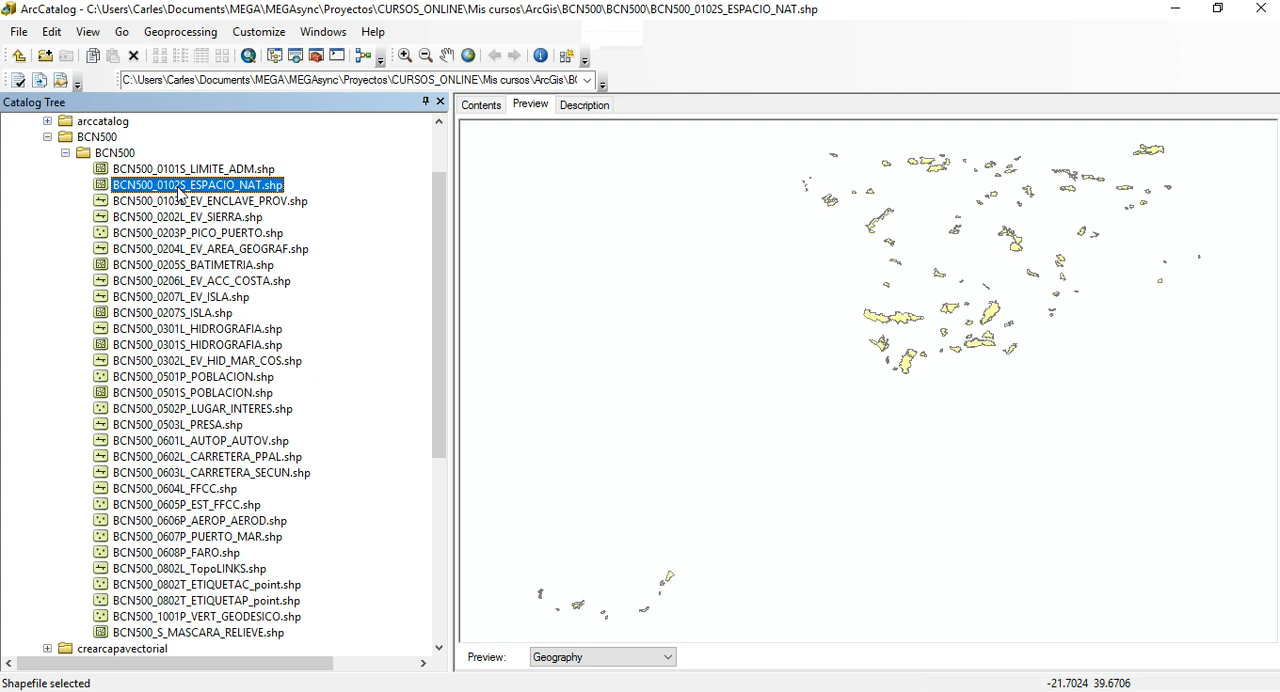 ArcCatalog - C:\Users\Carles\Documents\MEGA\MEGAsync\Proyectos\CURSOS_ONLINE\Mis cursos\ArcGis\BCN500\BCN500\BCN500_0102S_ESPACIO_NAT.shp
File Edit View Go Geoprocessing Customize Windows Help
C:\Users\Carles\Documents\MEGA\MEGAsync\Proyectos\CURSOS_ONLINE\Mis cursos\ArcGis\B(
Catalog Tree
Contents Preview Description
arccatalog
BCN500
BCN500
BCN500_0101S_LIMITE_ADM.shp
BCN500_0102S_ESPACIO_NAT.shp
BCN500_0103L_EV_ENCLAVE_PROV.shp
BCN500_0202L_EV_SIERRA.shp
BCN500_0203P_PICO_PUERTO.shp
BCN500_0204L_EV_AREA_GEOGRAF.shp
BCN500_0205S_BATIMETRIA.shp
BCN500_0206L_EV_ACC_COSTA.shp
BCN500_0207L_EV_ISLA.shp
BCN500_0207S_ISLA.shp
BCN500_0301L_HIDROGRAFIA.shp
BCN500_0301S_HIDROGRAFIA.shp
BCN500_0302L_EV_HID_MAR_COS.shp
BCN500_0501P_POBLACION.shp
BCN500_0501S_POBLACION.shp
BCN500_0502P_LUGAR_INTERES.shp
BCN500_0503L_PRESA.shp
BCN500_0601L_AUTOP_AUTOV.shp
BCN500_0602L_CARRETERA_PPAL.shp
BCN500_0603L_CARRETERA_SECUN.shp
BCN500_0604L_FFCC.shp
BCN500_0605P_EST_FFCC.shp
BCN500_0606P_AEROP_AEROD.shp
BCN500_0607P_PUERTO_MAR.shp
BCN500_0608P_FARO.shp
BCN500_0802L_TopoLINKS.shp
BCN500_0802T_ETIQUETAC_point.shp
BCN500_0802T_ETIQUETAP_point.shp
BCN500_1001P_VERT_GEODESICO.shp
BCN500_S_MASCARA_RELIEVE.shp
crearcapavectorial
Preview: Geography
Shapefile selected
-21.7024 39.6706